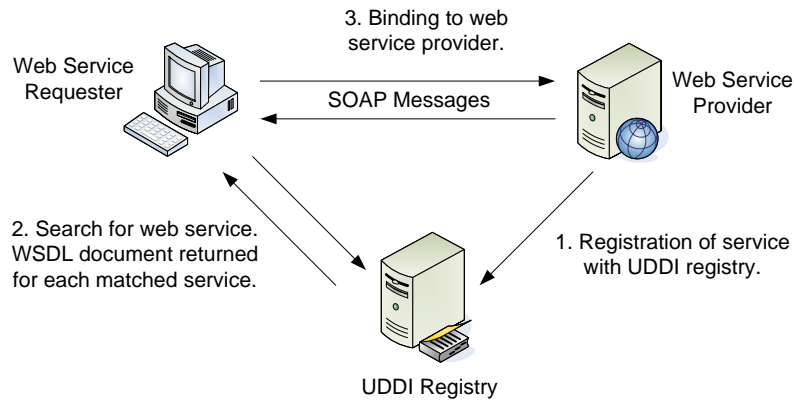 3. Binding to web
service provider.
Web Service
Requester
SOAP Messages
Web Service
Provider
2. Search for web service.
WSDL document returned
for each matched service.
1. Registration of service
with UDDI registry.
UDDI Registry